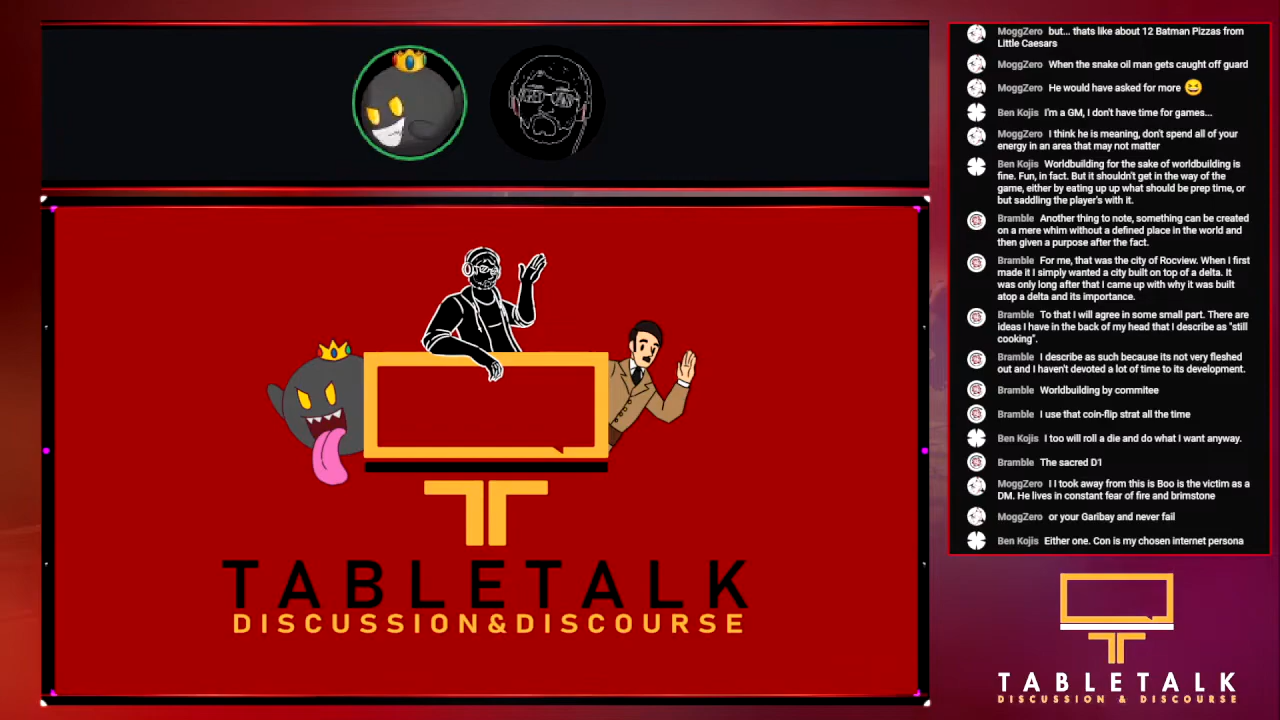 TABLETALK
DISCUSSION&DISCOURSE
MoggZero but... thats like about 12 Batman Pizzas from
Little Caesars
MoggZero When the snake oil man gets caught off guard
MoggZero He would have asked for more 😆
Ben Kojis I'm a GM, I don't have time for games...
MoggZero I think he is meaning, don't spend all of your
energy in an area that may not matter
Ben Kojis Worldbuilding for the sake of worldbuilding is
fine. Fun, in fact. But it shouldn't get in the way of the
game, either by eating up up what should be prep time, or
but saddling the player's with it.
Bramble Another thing to note, something can be created
on a mere whim without a defined place in the world and
then given a purpose after the fact.
Bramble For me, that was the city of Rocview. When I first
made it I simply wanted a city built on top of a delta. It
was only long after that I came up with why it was built
atop a delta and its importance.
Bramble To that I will agree in some small part. There are
ideas I have in the back of my head that I describe as "still
cooking".
Bramble I describe as such because its not very fleshed
out and I haven't devoted a lot of time to its development.
Bramble Worldbuilding by commitee
Bramble I use that coin-flip strat all the time
Ben Kojis I too will roll a die and do what I want anyway.
Bramble The sacred D1
MoggZero I I took away from this is Boo is the victim as a
DM. He lives in constant fear of fire and brimstone
MoggZero or your Garibay and never fail
Ben Kojis Either one. Con is my chosen internet persona
TABLETALK
DISCUSSION & DISCOURSE